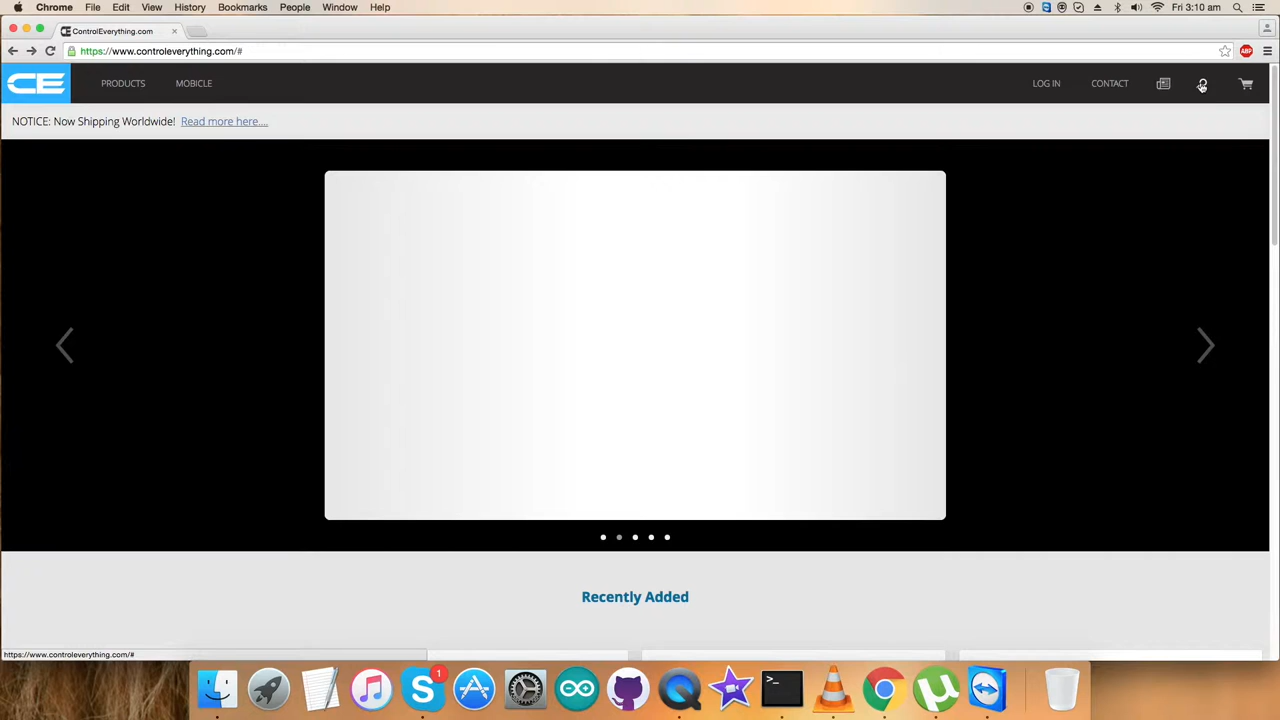 Chrome File Edit View History Bookmarks People Window Help Fri 3:10 am
ControlEverything.com
https://www.controleverything.com/#
CE PRODUCTS MOBICLE LOG IN CONTACT
NOTICE: Now Shipping Worldwide! Read more here....
Recently Added
https://www.controleverything.com/#
1